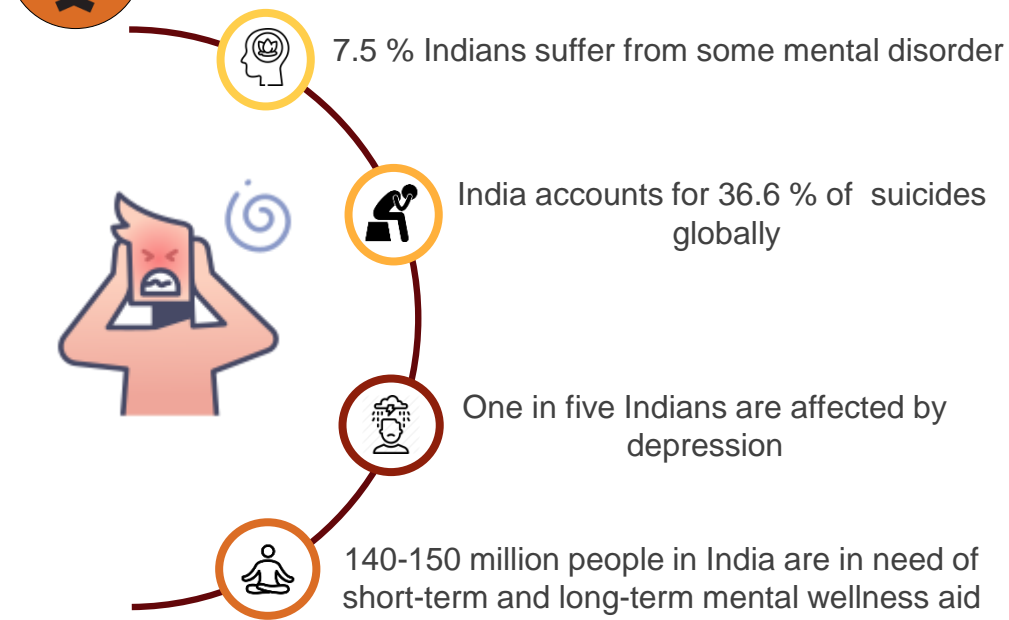 7.5 % Indians suffer from some mental disorder
India accounts for 36.6 % of  suicides
globally
One in five Indians are affected by
depression
140-150 million people in India are in need of
short-term and long-term mental wellness aid